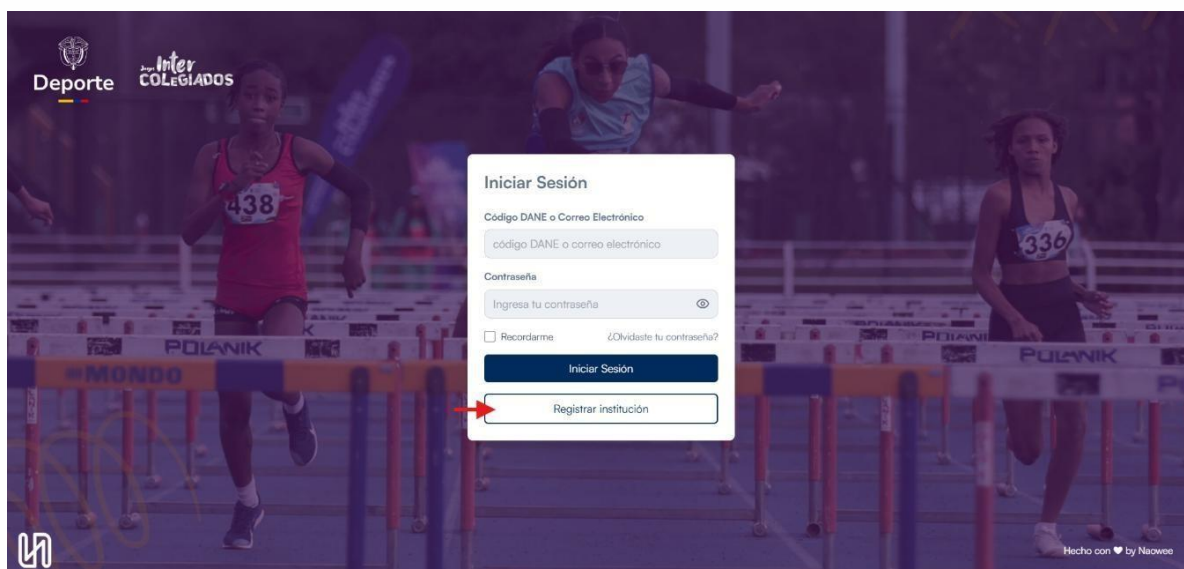 Deporte
Juegos Inter
COLEGIADOS
438
336
Iniciar Sesión
Código DANE o Correo Electrónico
código DANE o correo electrónico
Contraseña
Ingresa tu contraseña
Recordarme
¿Olvidaste tu contraseña?
Iniciar Sesión
Registrar institución
POLANIK
POLANIK
POLANIK
MONDO
Hecho con ♥ by Naowee